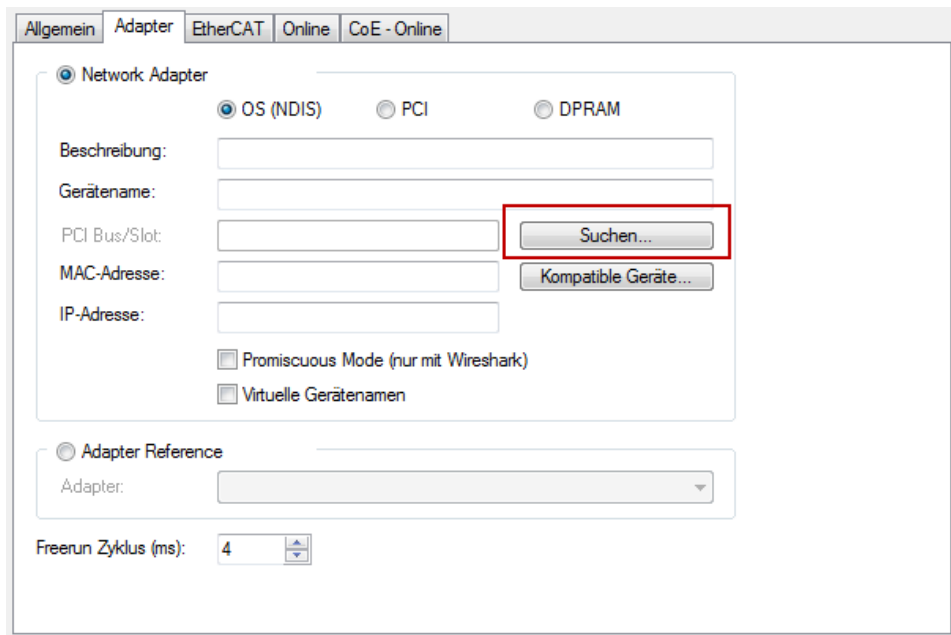 Allgemein Adapter EtherCAT Online CoE - Online
Network Adapter
OS (NDIS) PCI DPRAM
Beschreibung:
Gerätename:
PCI Bus/Slot: Suchen...
MAC-Adresse: Kompatible Geräte...
IP-Adresse:
Promiscuous Mode (nur mit Wireshark)
Virtuelle Gerätenamen
Adapter Reference
Adapter:
Freerun Zyklus (ms): 4